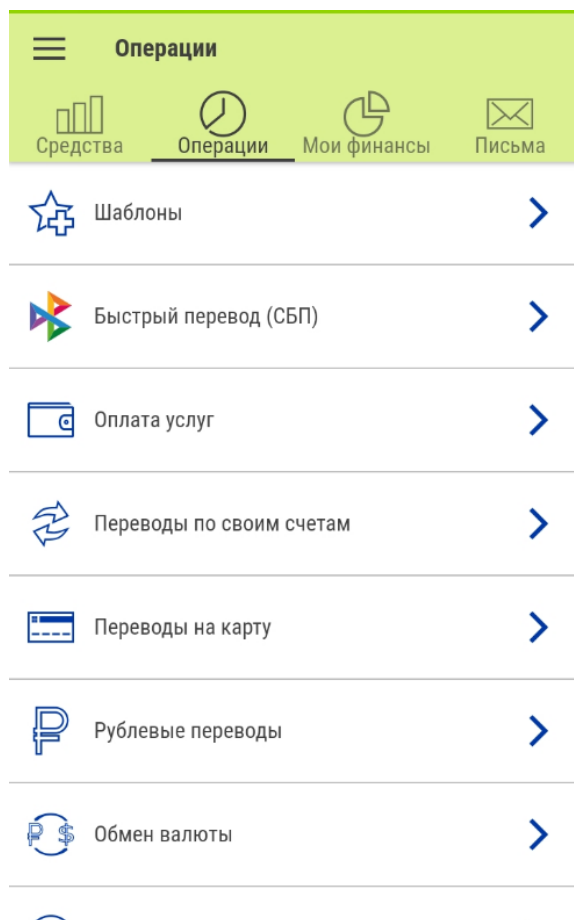 Операции
Средства
Операции
Мои финансы
Письма
Шаблоны
Быстрый перевод (СБП)
Оплата услуг
Переводы по своим счетам
Переводы на карту
Рублевые переводы
Обмен валюты